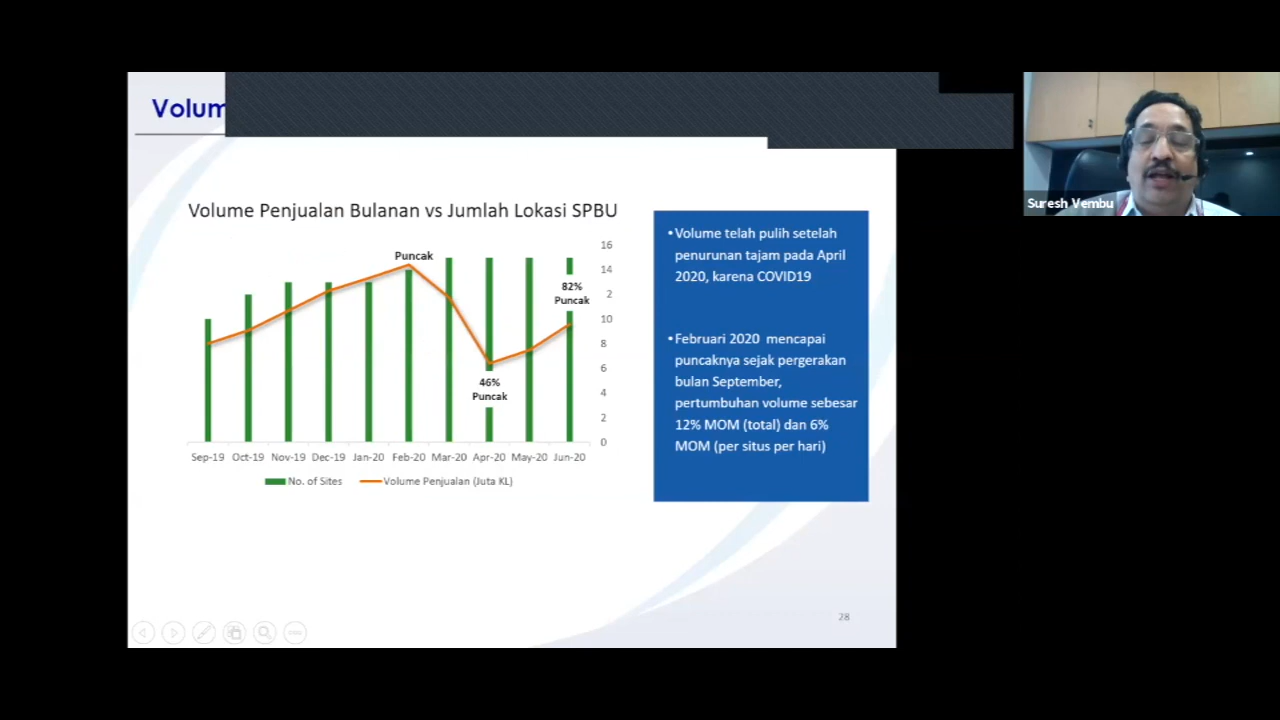 Volum
Volume Penjualan Bulanan vs Jumlah Lokasi SPBU
Puncak
82%
Puncak
46%
Puncak
16
14
2
10
8
6
4
2
0
Sep-19 Oct-19 Nov-19 Dec-19 Jan-20 Feb-20 Mar-20 Apr-20 May-20 Jun-20
No. of Sites Volume Penjualan (Juta KL)
•Volume telah pulih setelah
penurunan tajam pada April
2020, karena COVID19
•Februari 2020 mencapai
puncaknya sejak pergerakan
bulan September,
pertumbuhan volume sebesar
12% MOM (total) dan 6%
MOM (per situs per hari)
28
Suresh Vembu